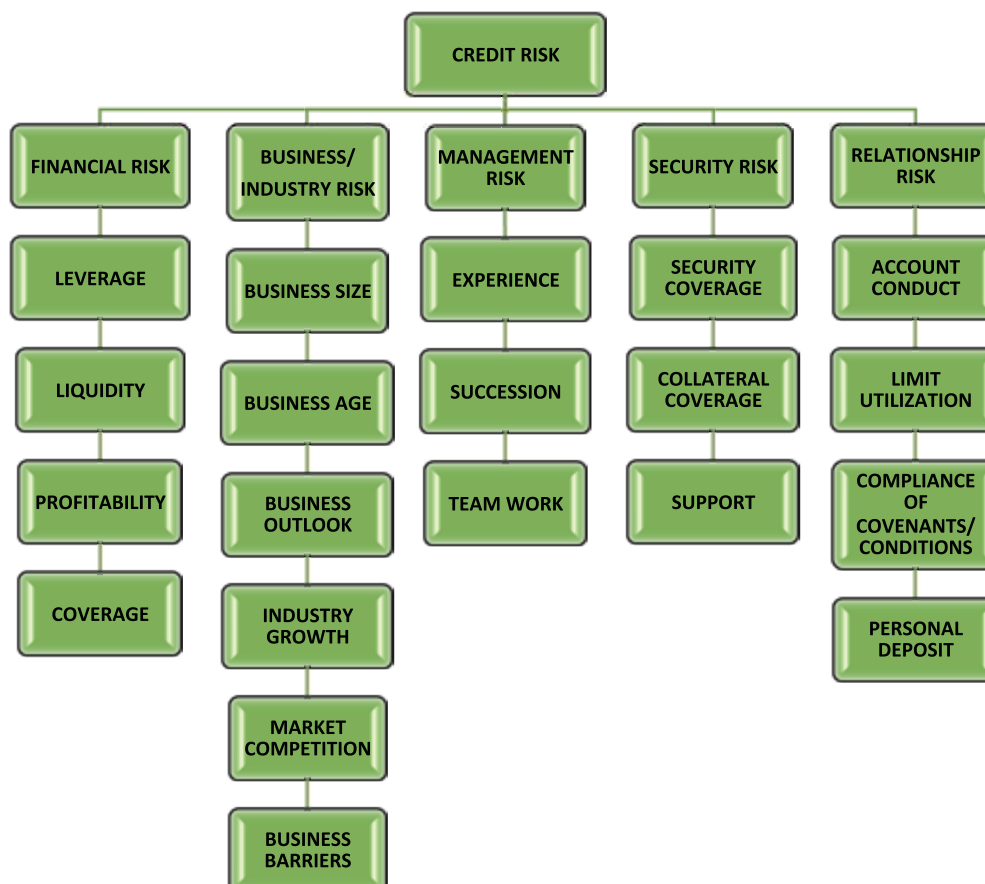 CREDIT RISK
FINANCIAL RISK
LEVERAGE
LIQUIDITY
PROFITABILITY
COVERAGE
BUSINESS/
INDUSTRY RISK
BUSINESS SIZE
BUSINESS AGE
BUSINESS
OUTLOOK
INDUSTRY
GROWTH
MARKET
COMPETITION
BUSINESS
BARRIERS
MANAGEMENT
RISK
EXPERIENCE
SUCCESSION
TEAM WORK
SECURITY RISK
SECURITY
COVERAGE
COLLATERAL
COVERAGE
SUPPORT
RELATIONSHIP
RISK
ACCOUNT
CONDUCT
LIMIT
UTILIZATION
COMPLIANCE
OF
COVENANTS/
CONDITIONS
PERSONAL
DEPOSIT